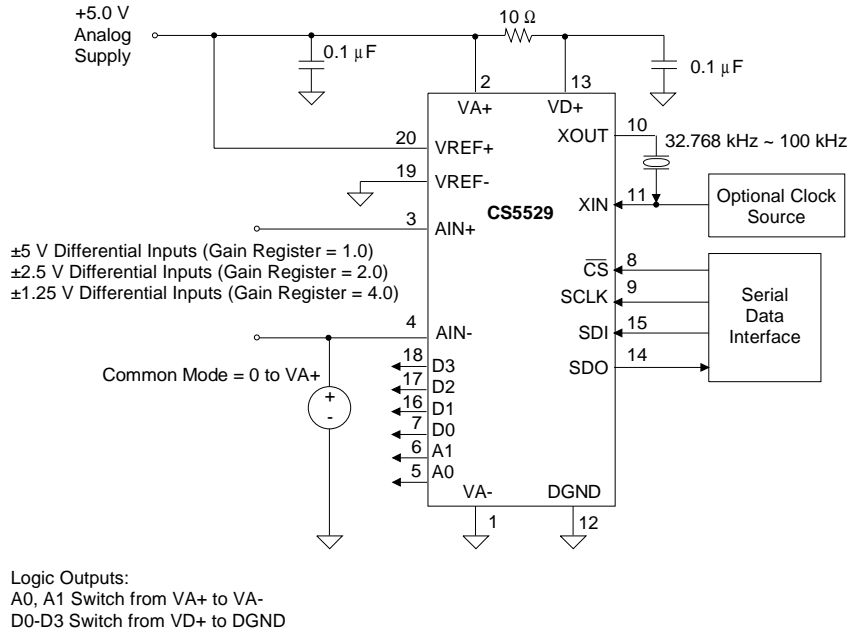 +5.0 V
Analog
Supply
10 Ω
0.1 µF
0.1 µF
2
13
VA+
VD+
20
VREF+
19
VREF-
3
AIN+
4
AIN-
CS5529
10
XOUT
32.768 kHz ~ 100 kHz
11
XIN
Optional Clock
Source
8
CS
9
SCLK
15
SDI
14
SDO
Serial
Data
Interface
±5 V Differential Inputs (Gain Register = 1.0)
±2.5 V Differential Inputs (Gain Register = 2.0)
±1.25 V Differential Inputs (Gain Register = 4.0)
Common Mode = 0 to VA+
+
-
18 D3
17 D2
16 D1
7 D0
6 A1
5 A0
VA-
DGND
1
12
Logic Outputs:
A0, A1 Switch from VA+ to VA-
D0-D3 Switch from VD+ to DGND